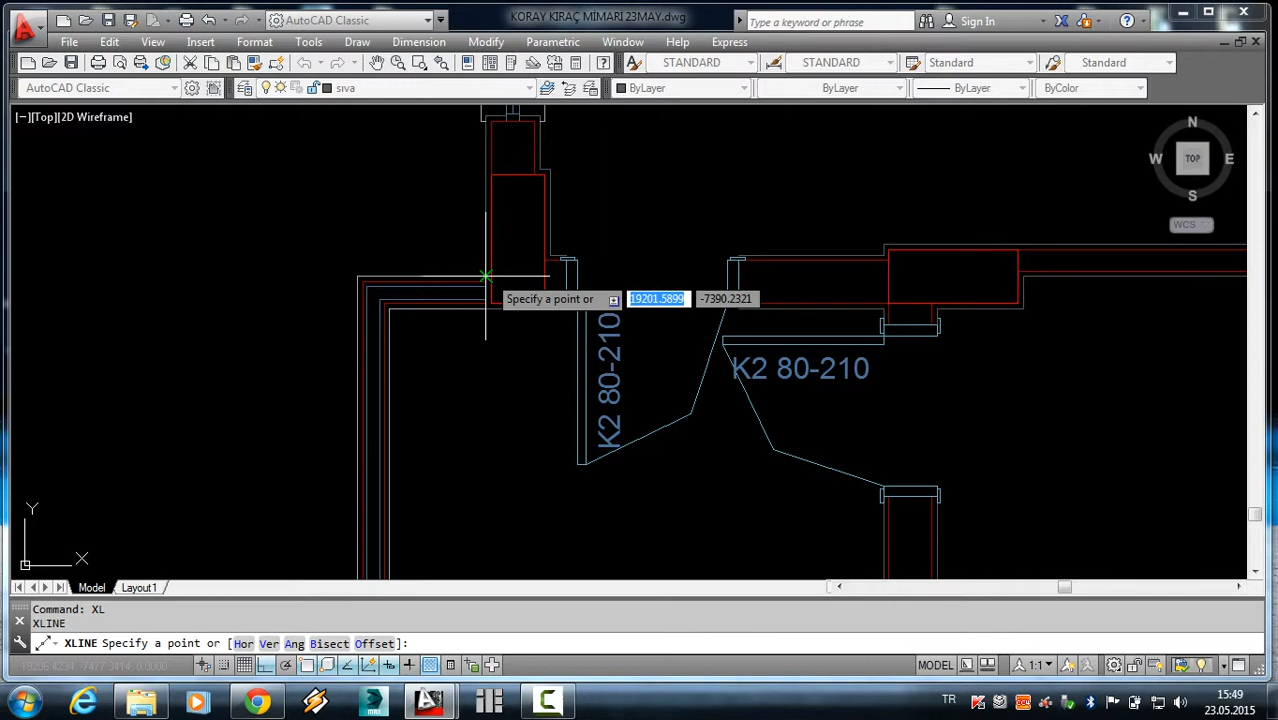 AutoCAD Classic
KORAY KIRAÇ MIMARI 23MAY.dwg
Type a keyword or phrase
Sign In
File Edit View Insert Format Tools Draw Dimension Modify Parametric Window Help Express
STANDARD STANDARD Standard Standard
AutoCAD Classic sıva ByLayer ByLayer ByLayer ByColor
[−][Top][2D Wireframe]
N
W TOP E
S
WCS
Specify a point or 19201.5899 -7390.2321
K2 80-210
K2 80-210
Y
X
Model Layout1
Command: XL
XLINE
XLINE Specify a point or [Hor Ver Ang Bisect Offset]:
MODEL 1:1
TR 15:49
23.05.2015